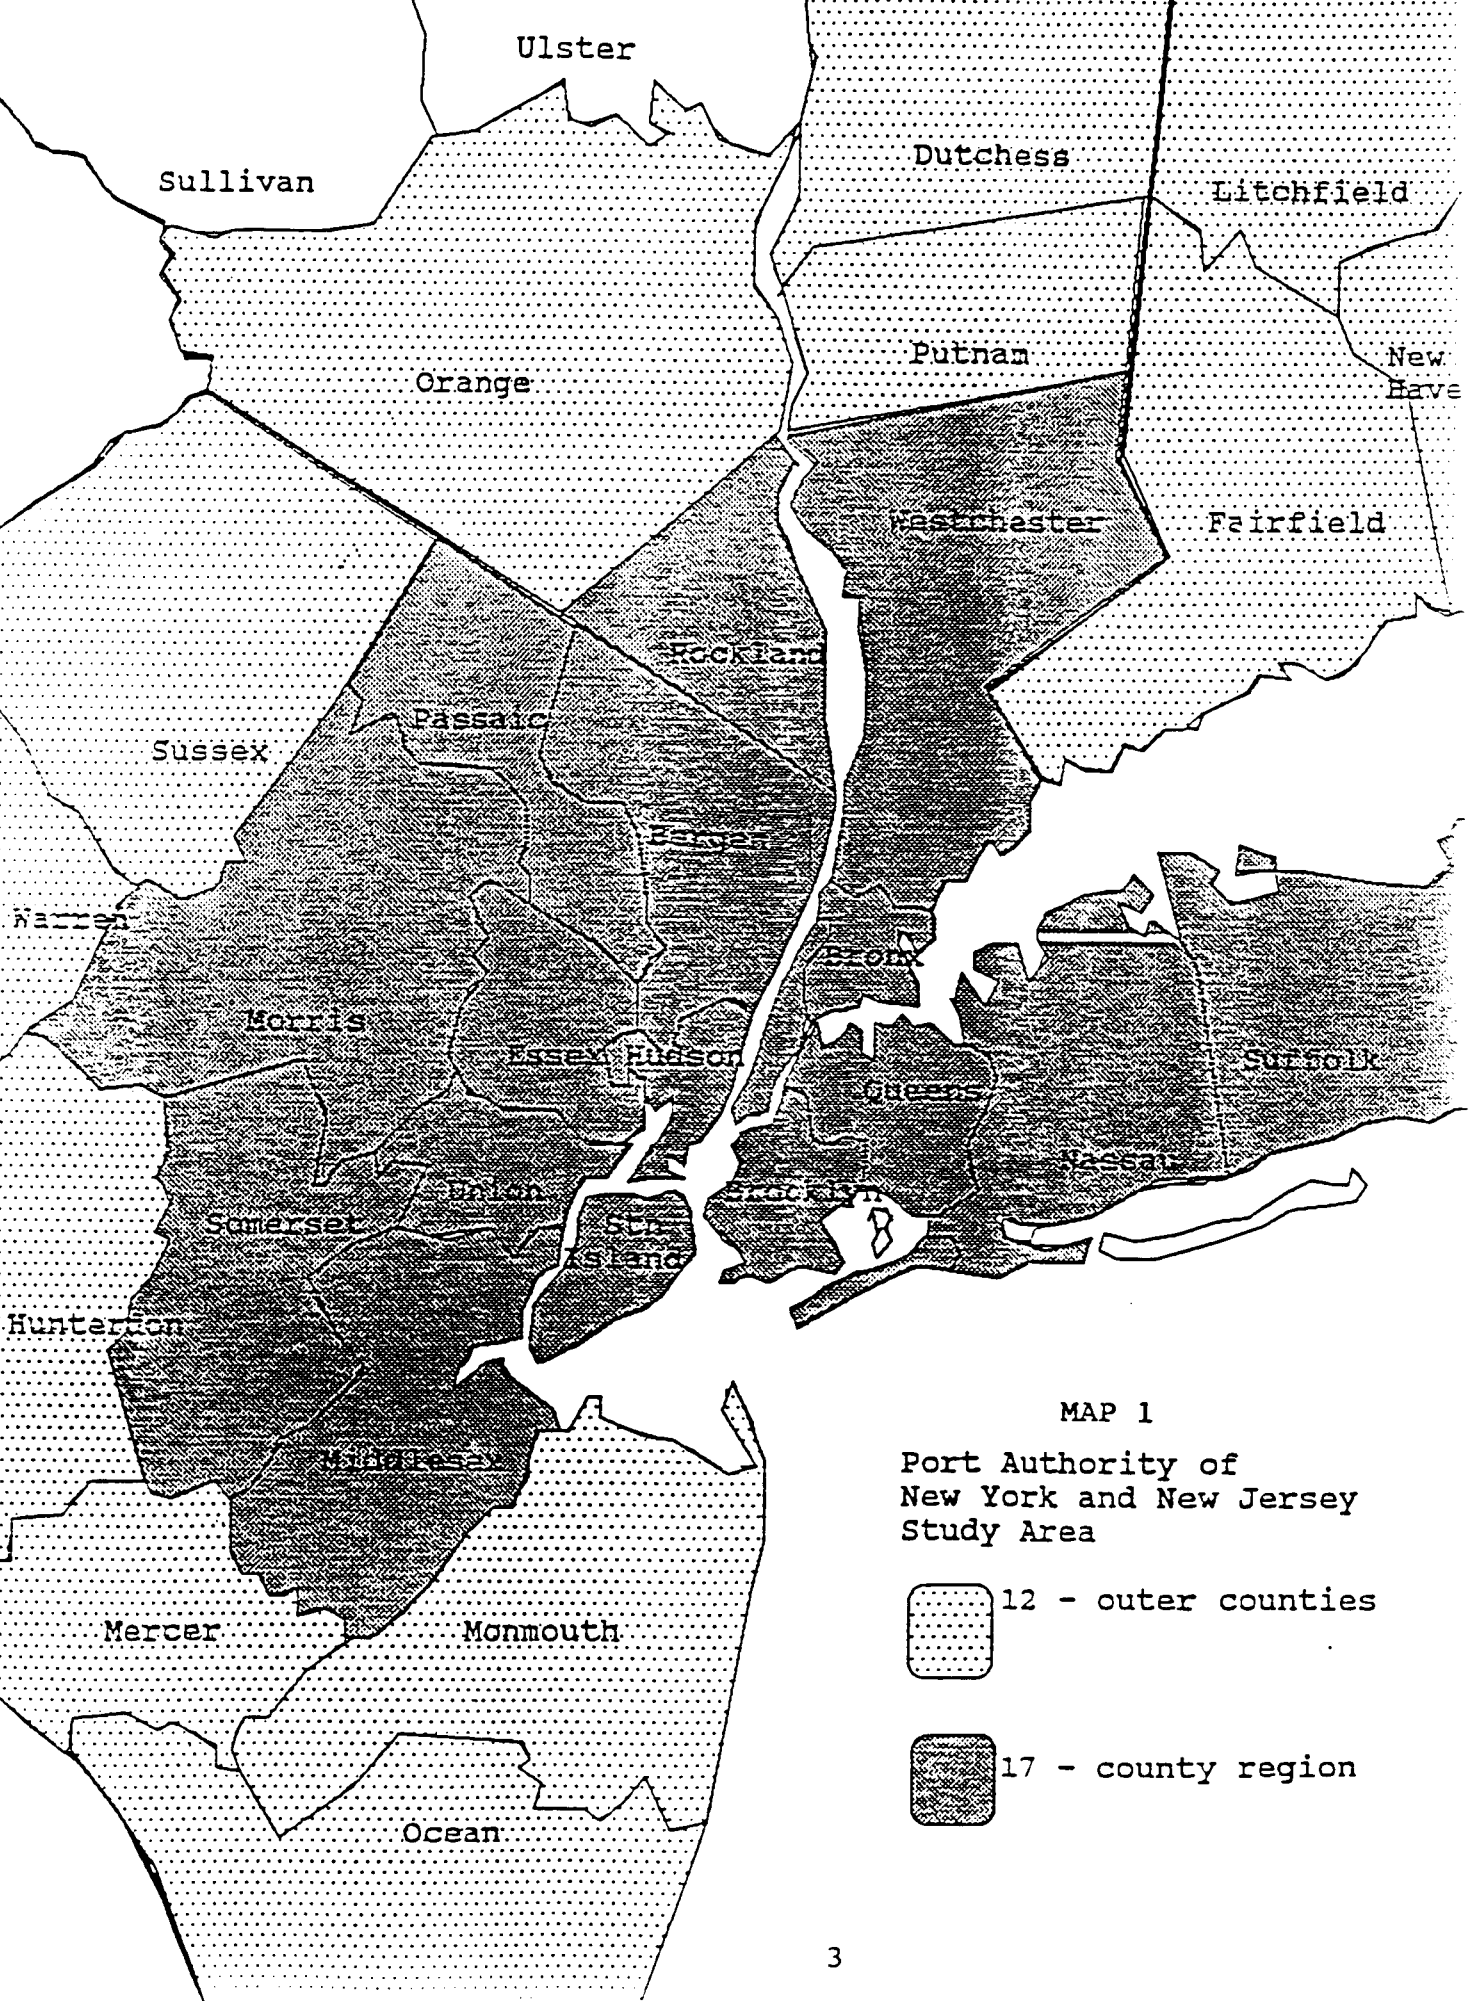 Ulster
Dutchess
Sullivan
Litchfield
Putnam
New
Have
Orange
Westchester
Fairfield
Rockland
Passaic
Sussex
Bergen
Warren
Bronx
Morris
Essex
Hudson
Suffolk
Queens
Nassau
Union
Brooklyn
Somerset
Stn
Island
Hunterdon
MAP 1
Middlesex
Port Authority of
New York and New Jersey
Study Area
12 - outer counties
Mercer
Monmouth
17 - county region
Ocean
3